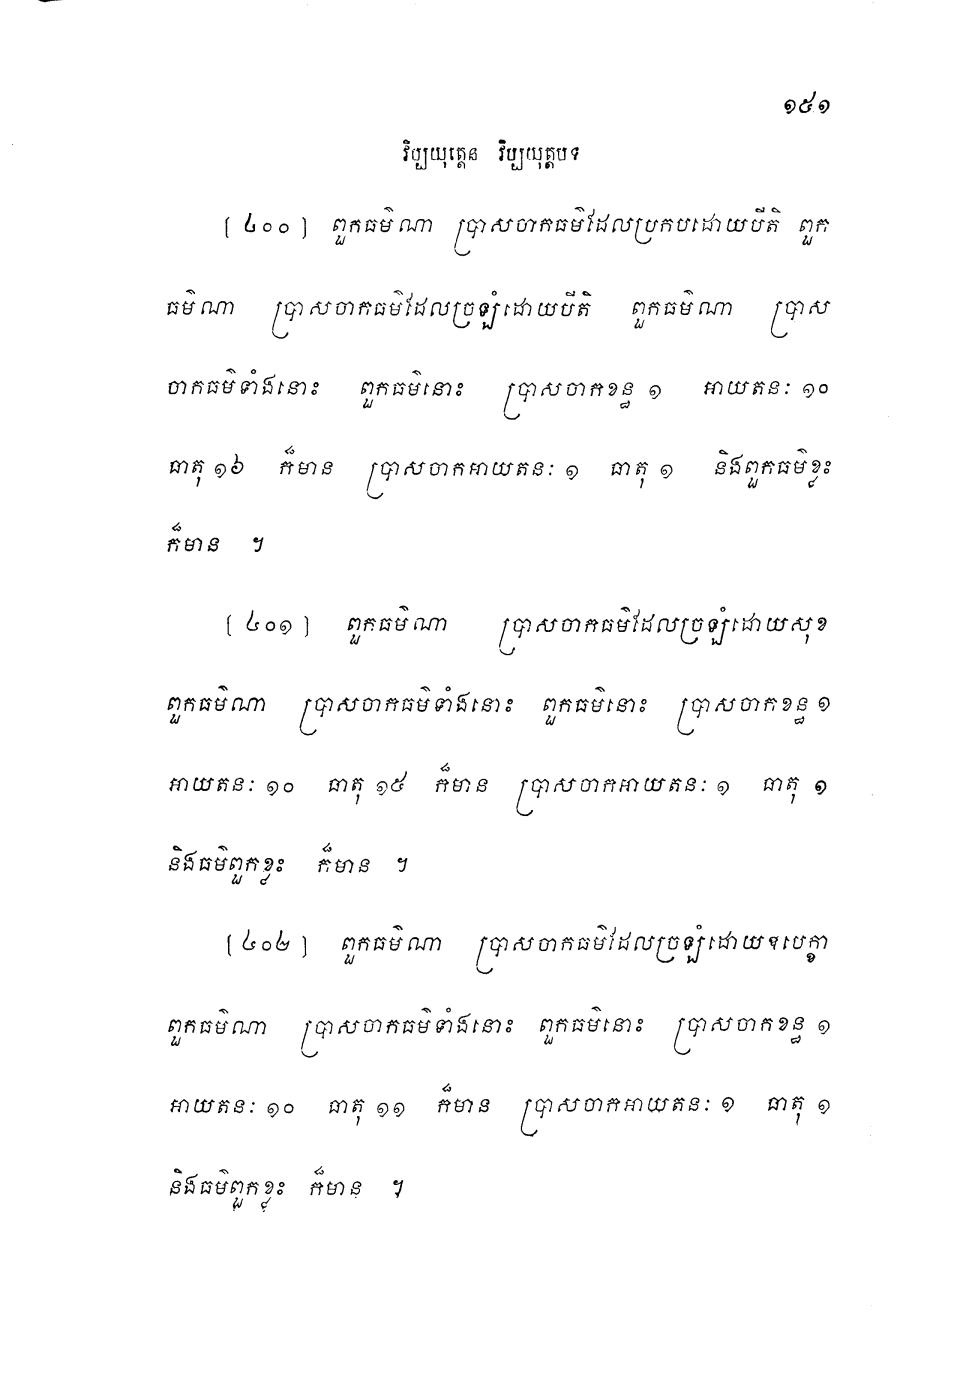 ១៥១
វិប្បយុត្តេន វិប្បយុត្តបទ
[ ៤០០ ] ពួកធម៌ណា ប្រាសចាកធម៌ដែលប្រកបដោយបីតិ ពួក
ធម៌ណា ប្រាសចាកធម៌ដែលច្រឡំដោយបីតិ ពួកធម៌ណា ប្រាស
ចាកធម៌ទាំងនោះ ពួកធម៌នោះ ប្រាសចាកខន្ធ ១ អាយតនៈ ១០
ធាតុ ១៦ ក៏មាន ប្រាសចាកអាយតនៈ ១ ធាតុ ១ និងពួកធម៌ខ្លះ
ក៏មាន ។
[ ៤០១ ] ពួកធម៌ណា ប្រាសចាកធម៌ដែលច្រឡំដោយសុខ
ពួកធម៌ណា ប្រាសចាកធម៌ទាំងនោះ ពួកធម៌នោះ ប្រាសចាកខន្ធ ១
អាយតនៈ ១០ ធាតុ ១៥ ក៏មាន ប្រាសចាកអាយតនៈ ១ ធាតុ ១
និងធម៌ពួកខ្លះ ក៏មាន ។
[ ៤០២ ] ពួកធម៌ណា ប្រាសចាកធម៌ដែលច្រឡំដោយឧបេក្ខា
ពួកធម៌ណា ប្រាសចាកធម៌ទាំងនោះ ពួកធម៌នោះ ប្រាសចាកខន្ធ ១
អាយតនៈ ១០ ធាតុ ១១ ក៏មាន ប្រាសចាកអាយតនៈ ១ ធាតុ ១
និងធម៌ពួកខ្លះ ក៏មាន ។